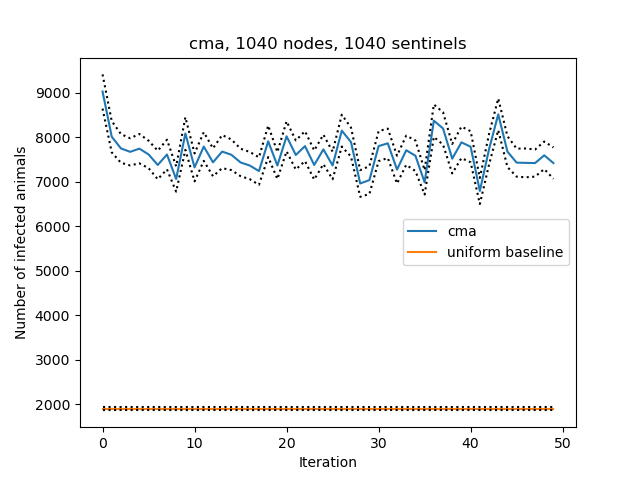 cma, 1040 nodes, 1040 sentinels
Number of infected animals
9000
8000
7000
6000
5000
4000
3000
2000
cma
uniform baseline
0 10 20 30 40 50
Iteration